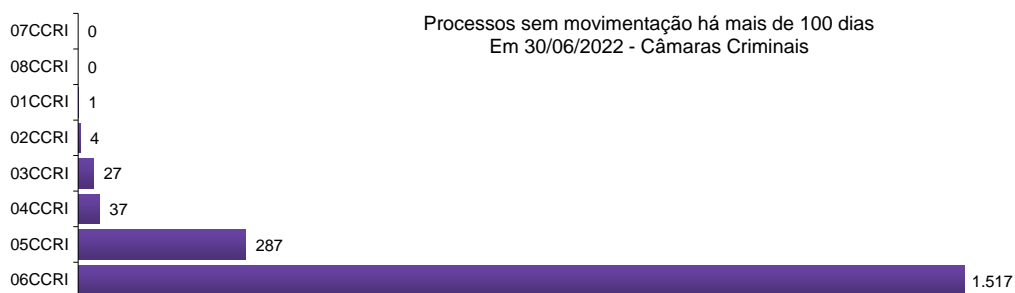 Processos sem movimentação há mais de 100 dias
Em 30/06/2022 - Câmaras Criminais
07CCRI 0
08CCRI 0
01CCRI 1
02CCRI 4
03CCRI 27
04CCRI 37
05CCRI 287
06CCRI 1.517